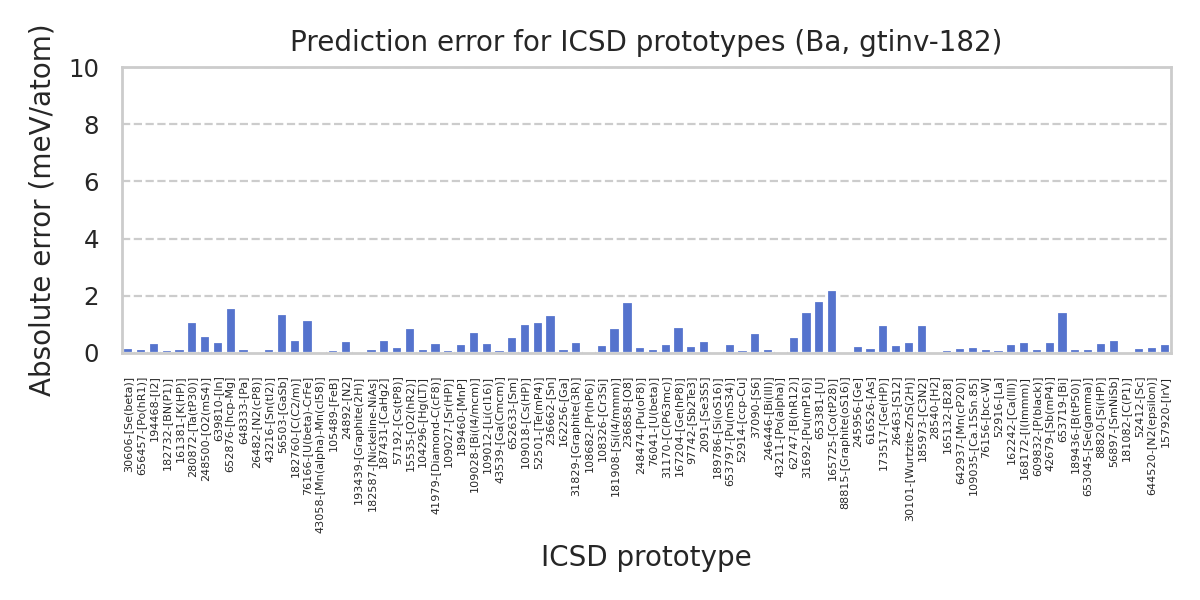 Prediction error for ICSD prototypes (Ba, gtinv-182)
Absolute error (meV/atom)
10
8
6
4
2
0
30606-[Se(beta)]
656457-[Po(hR1)]
194468-[I2]
182732-[BN(P1)]
161381-[K(HP)]
280872-[Ta(tP30)]
248500-[O2(mS4)]
639810-[In]
652876-[hcp-Mg]
648333-[Pa]
26482-[N2(cP8)]
43216-[Sn(tI2)]
56503-[GaSb]
182760-[C(C2/m)]
76166-[U(beta)-CrFe]
43058-[Mn(alpha)-Mn(cI58)]
105489-[FeB]
24892-[N2]
193439-[Graphite(2H)]
182587-[Nickeline-NiAs]
187431-[CaHg2]
57192-[Cs(tP8)]
15535-[O2(hR2)]
104296-[Hg(LT)]
41979-[Diamond-C(cF8)]
109027-[Sr(HP)]
189460-[MnP]
109028-[Bi(I4/mcm)]
109012-[Li(cI16)]
43539-[Ga(Cmcm)]
652633-[Sm]
109018-[Cs(HP)]
52501-[Te(mP4)]
236662-[Sn]
162256-[Ga]
31829-[Graphite(3R)]
108682-[Pr(hP6)]
108326-[Cr3Si]
181908-[Si(I4/mmm)]
236858-[O8]
248474-[Pu(oF8)]
76041-[U(beta)]
31170-[C(P63mc)]
167204-[Ge(hP8)]
97742-[Sb2Te3]
2091-[Se3S5]
189786-[Si(oS16)]
653797-[Pu(mS34)]
52914-[ccp-Cu]
37090-[S6]
246446-[Bi(III)]
43211-[Po(alpha)]
62747-[B(hR12)]
31692-[Pu(mP16)]
653381-[U]
165725-[Co(tP28)]
88815-[Graphite(oS16)]
245956-[Ge]
616526-[As]
173517-[Ge(HP)]
26463-[S12]
30101-[Wurtzite-ZnS(2H)]
185973-[C3N2]
28540-[H2]
165132-[B28]
642937-[Mn(cP20)]
109035-[Ca.15Sn.85]
76156-[bcc-W]
52916-[La]
162242-[Ca(III)]
168172-[I(Immm)]
609832-[P(black)]
42679-[Sb(mP4)]
653719-[Bi]
189436-[B(tP50)]
653045-[Se(gamma)]
88820-[Si(HP)]
56897-[SmNiSb]
181082-[C(P1)]
52412-[Sc]
644520-[N2(epsilon)]
157920-[IrV]
ICSD prototype